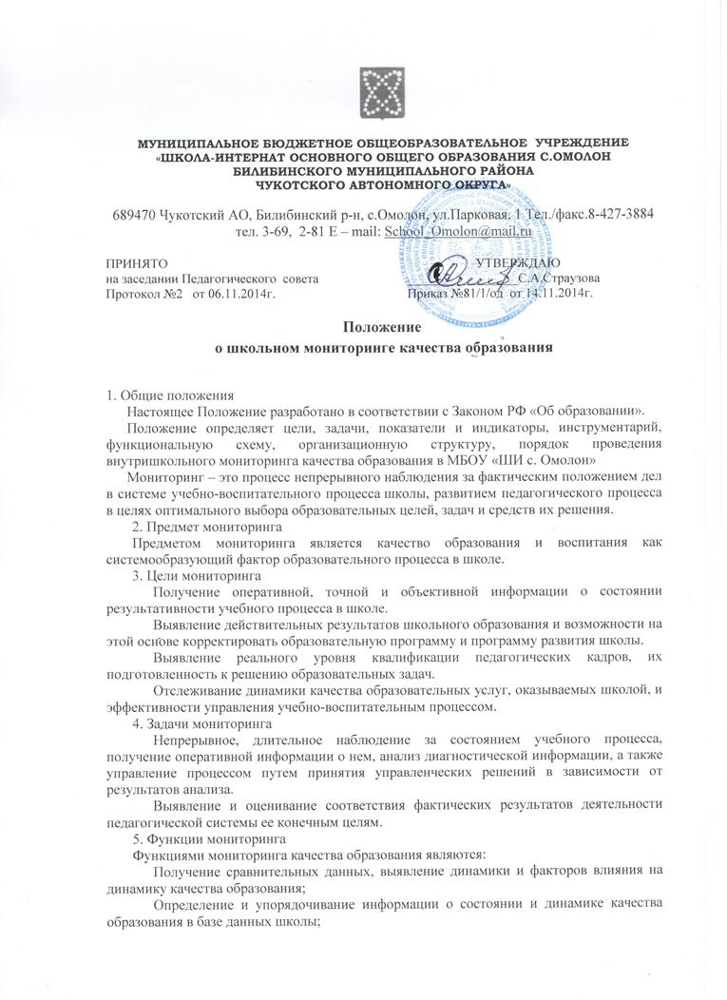 МУНИЦИПАЛЬНОЕ БЮДЖЕТНОЕ ОБЩЕОБРАЗОВАТЕЛЬНОЕ УЧРЕЖДЕНИЕ
«ШКОЛА-ИНТЕРНАТ ОСНОВНОГО ОБЩЕГО ОБРАЗОВАНИЯ С.ОМОЛОН
БИЛИБИНСКОГО МУНИЦИПАЛЬНОГО РАЙОНА
ЧУКОТСКОГО АВТОНОМНОГО ОКРУГА»
689470 Чукотский АО, Билибинский р-н, с.Омолон, ул.Парковая, 1 Тел./факс.8-427-3884
тел. 3-69, 2-81 E – mail: School_Omolon@mail.ru
ПРИНЯТО УТВЕРЖДАЮ
на заседании Педагогического совета С.А.Страузова
Протокол №2 от 06.11.2014г. Приказ №81/1/од от 14.11.2014г.
Положение
о школьном мониторинге качества образования
1. Общие положения
Настоящее Положение разработано в соответствии с Законом РФ «Об образовании».
Положение определяет цели, задачи, показатели и индикаторы, инструментарий,
функциональную схему, организационную структуру, порядок проведения
внутришкольного мониторинга качества образования в МБОУ «ШИ с. Омолон»
Мониторинг – это процесс непрерывного наблюдения за фактическим положением дел
в системе учебно-воспитательного процесса школы, развитием педагогического процесса
в целях оптимального выбора образовательных целей, задач и средств их решения.
2. Предмет мониторинга
Предметом мониторинга является качество образования и воспитания как
системообразующий фактор образовательного процесса в школе.
3. Цели мониторинга
Получение оперативной, точной и объективной информации о состоянии
результативности учебного процесса в школе.
Выявление действительных результатов школьного образования и возможности на
этой основе корректировать образовательную программу и программу развития школы.
Выявление реального уровня квалификации педагогических кадров, их
подготовленность к решению образовательных задач.
Отслеживание динамики качества образовательных услуг, оказываемых школой, и
эффективности управления учебно-воспитательным процессом.
4. Задачи мониторинга
Непрерывное, длительное наблюдение за состоянием учебного процесса,
получение оперативной информации о нем, анализ диагностической информации, а также
управление процессом путем принятия управленческих решений в зависимости от
результатов анализа.
Выявление и оценивание соответствия фактических результатов деятельности
педагогической системы ее конечным целям.
5. Функции мониторинга
Функциями мониторинга качества образования являются:
Получение сравнительных данных, выявление динамики и факторов влияния на
динамику качества образования;
Определение и упорядочивание информации о состоянии и динамике качества
образования в базе данных школы;